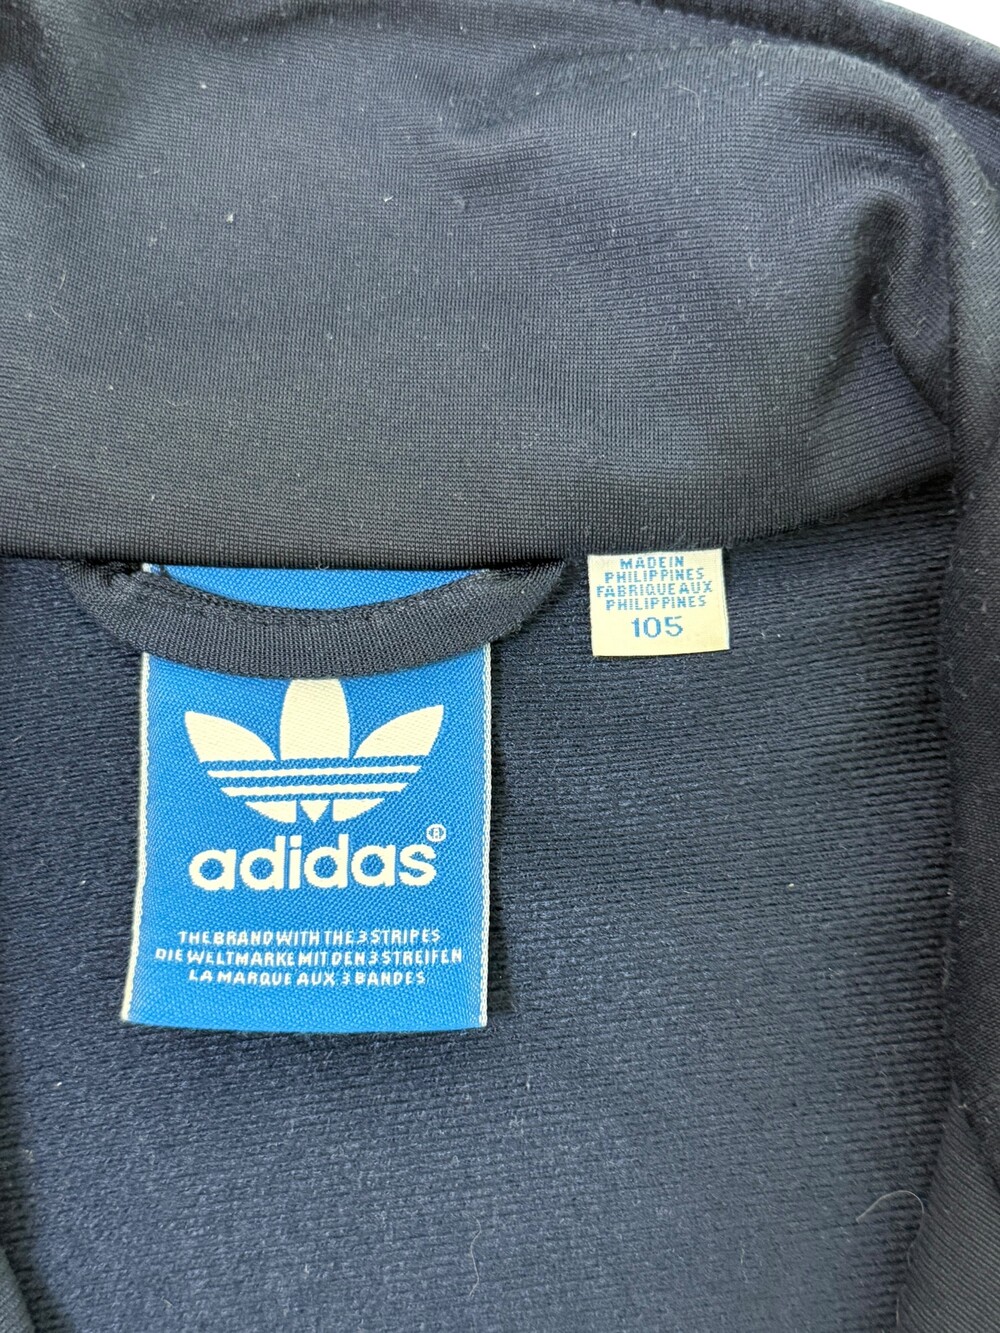 MADE IN
PHILIPPINES
FABRIQUE AUX
PHILIPPINES
105
adidas®
THE BRAND WITH THE 3 STRIPES
DIE WELTMARKE MIT DEN 3 STREIFEN
LA MARQUE AUX 3 BANDES